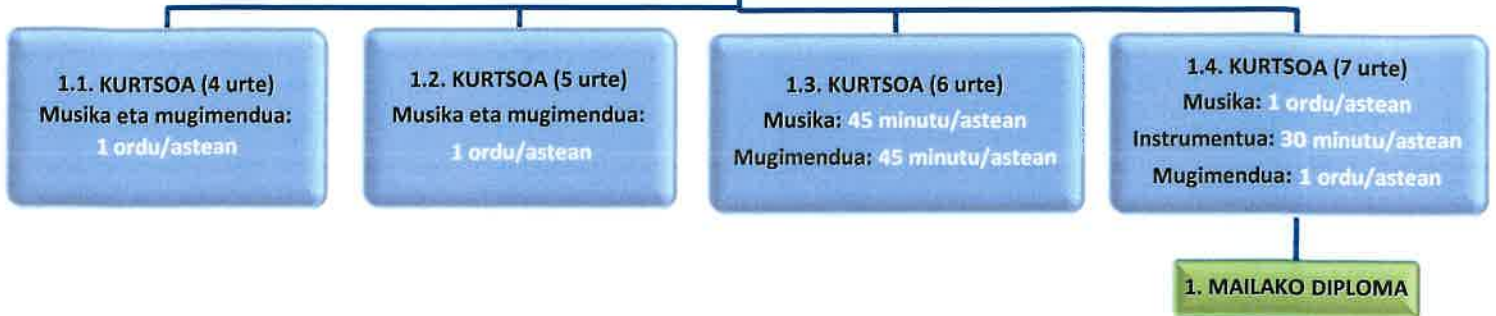 1.1. KURTSOA (4 urte)
Musika eta mugimendua:
1 ordu/astean
1.2. KURTSOA (5 urte)
Musika eta mugimendua:
1 ordu/astean
1.3. KURTSOA (6 urte)
Musika: 45 minutu/astean
Mugimendua: 45 minutu/astean
1.4. KURTSOA (7 urte)
Musika: 1 ordu/astean
Instrumentua: 30 minutu/astean
Mugimendua: 1 ordu/astean
1. MAILAKO DIPLOMA